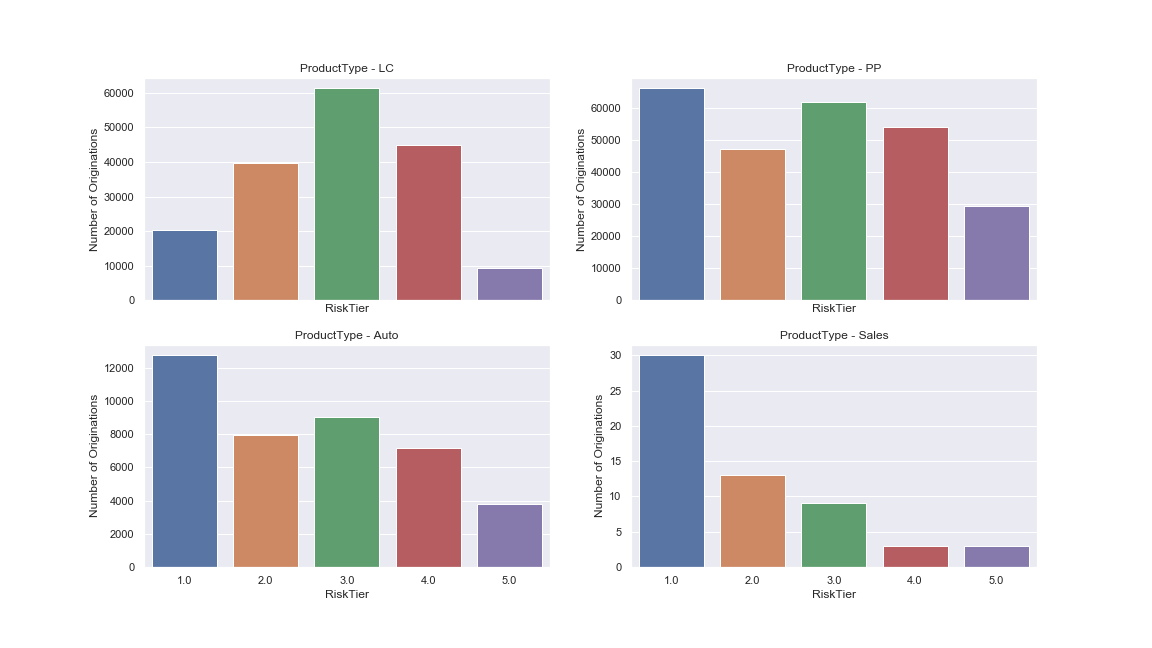 ProductType - LC
60000
50000
40000
30000
20000
10000
0
Number of Originations
RiskTier
ProductType - PP
60000
50000
40000
30000
20000
10000
0
Number of Originations
RiskTier
ProductType - Auto
12000
10000
8000
6000
4000
2000
0
Number of Originations
1.0 2.0 3.0 4.0 5.0
RiskTier
ProductType - Sales
30
25
20
15
10
5
0
Number of Originations
1.0 2.0 3.0 4.0 5.0
RiskTier